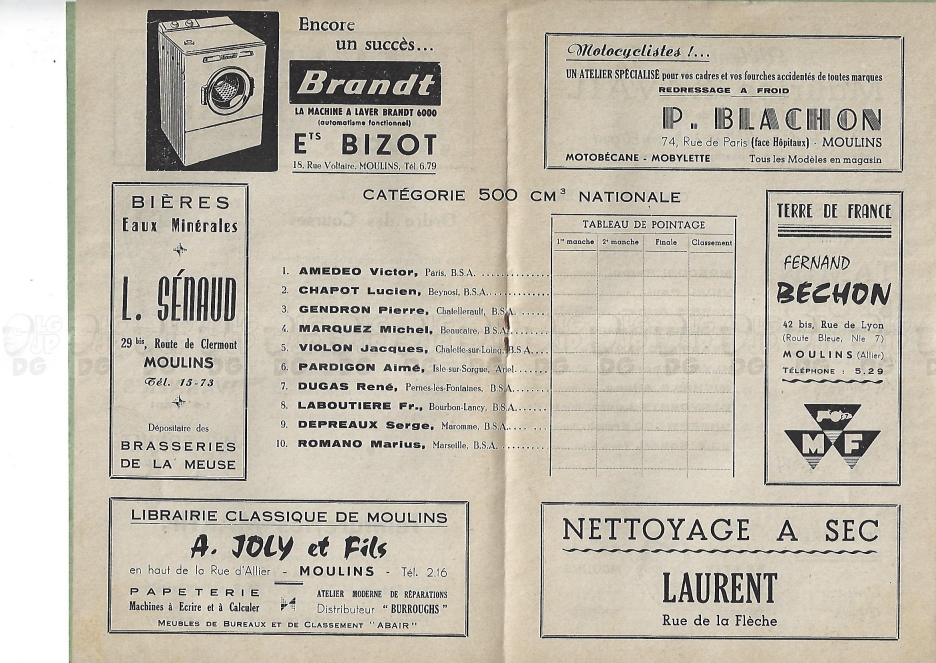 Encore
un succès...
Brandt
LA MACHINE A LAVER BRANDT 6000
(automatisme fonctionnel)
Ets BIZOT
18, Rue Voltaire, MOULINS, Tél. 6.79
Motocyclistes !...
UN ATELIER SPÉCIALISÉ pour vos cadres et vos fourches accidentés de toutes marques
REDRESSAGE A FROID
P. BLACHON
74, Rue de Paris (face Hôpitaux) - MOULINS
MOTOBÉCANE - MOBYLETTE Tous les Modèles en magasin
BIÈRES
Eaux Minérales
L. SÉNAUD
29 bis, Route de Clermont
MOULINS
Tél. 15-73
Dépositaire des
BRASSERIES
DE LA MEUSE
CATÉGORIE 500 CM³ NATIONALE
TABLEAU DE POINTAGE
1re manche 2e manche Finale Classement
1. AMEDEO Victor, Paris, B.S.A. ............
2. CHAPOT Lucien, Beynost, B.S.A............
3. GENDRON Pierre, Chatellerault, B.S.A.......
4. MARQUEZ Michel, Beaucaire, B.S.A.......
5. VIOLON Jacques, Chalette-sur-Loing, B.S.A....
6. PARDIGON Aimé, Isle-sur-Sorgue, Ariel.......
7. DUGAS René, Pernes-les-Fontaines, B.S.A.......
8. LABOUTIERE Fr., Bourbon-Lancy, B.S.A.......
9. DEPREAUX Serge, Maromme, B.S.A.........
10. ROMANO Marius, Marseille, B.S.A...........
TERRE DE FRANCE
FERNAND
BECHON
42 bis, Rue de Lyon
(Route Bleue, Nle 7)
MOULINS (Allier)
TÉLÉPHONE : 5.29
M F
LIBRAIRIE CLASSIQUE DE MOULINS
A. JOLY et Fils
en haut de la Rue d'Allier - MOULINS - Tél. 2.16
PAPETERIE
Machines à Ecrire et à Calculer
ATELIER MODERNE DE RÉPARATIONS
Distributeur "BURROUGHS"
MEUBLES DE BUREAUX ET DE CLASSEMENT "ABAIR"
NETTOYAGE A SEC
LAURENT
Rue de la Flèche